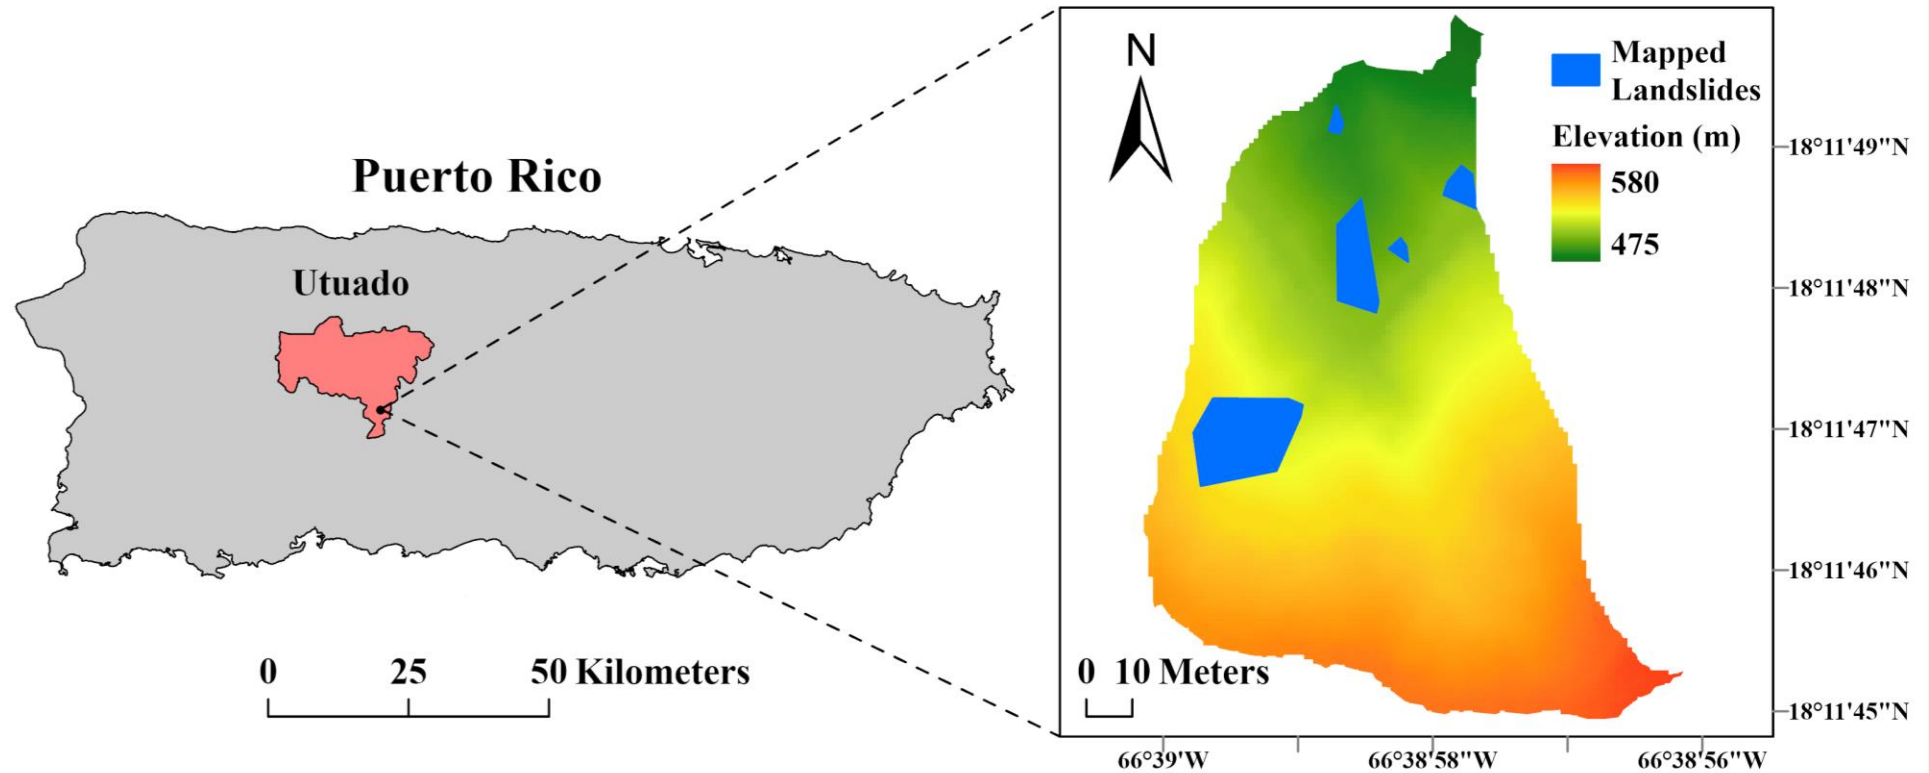 Puerto Rico
Utuado
0 25 50 Kilometers
N
Mapped
Landslides
Elevation (m)
580
475
0 10 Meters
18°11'49"N
18°11'48"N
18°11'47"N
18°11'46"N
18°11'45"N
66°39'W 66°38'58"W 66°38'56"W